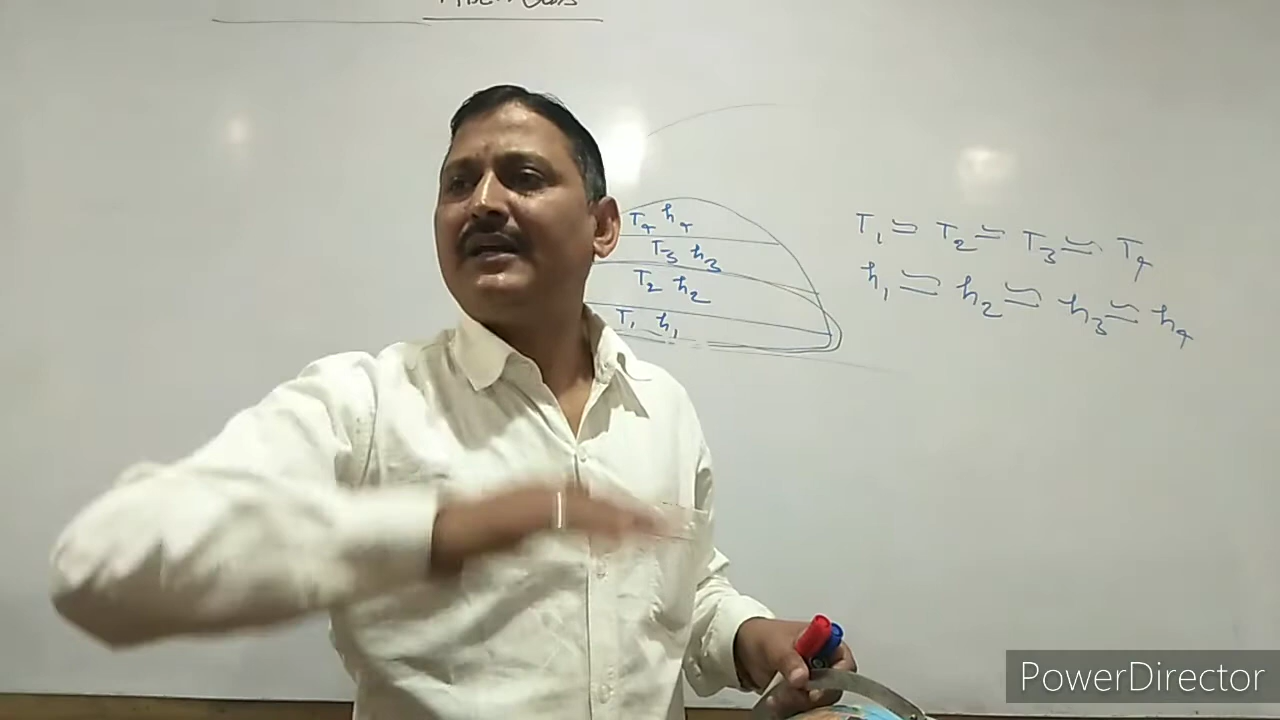 T₄ h₄
T₃ h₃
T₂ h₂
T₁ h₁
T₁ ≃ T₂ ≃ T₃ ≃ T₄
h₁ ≃ h₂ ≃ h₃ ≃ h₄
PowerDirector